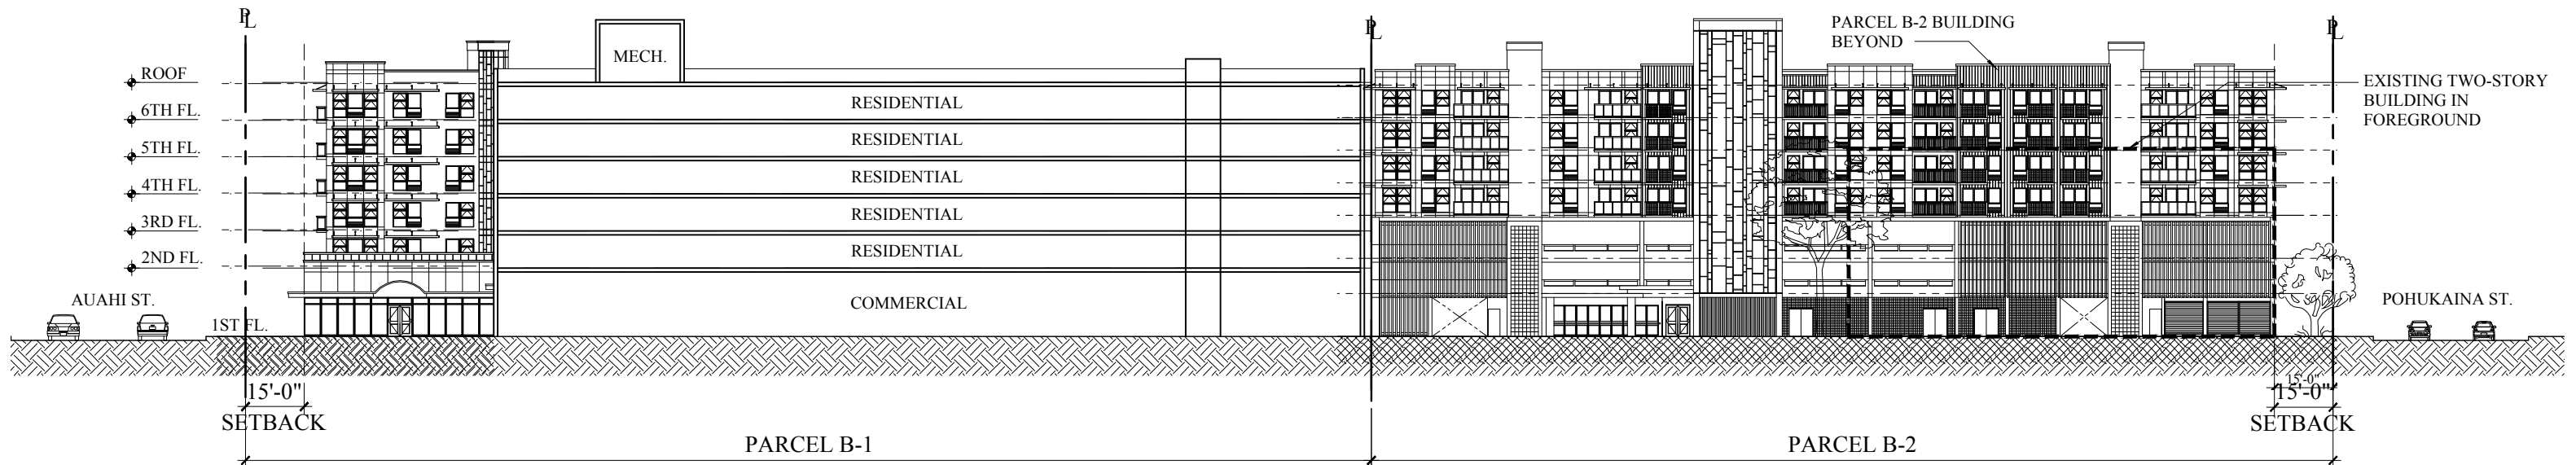 PL
PL
PL
PARCEL B-2 BUILDING
BEYOND
MECH.
ROOF
EXISTING TWO-STORY
BUILDING IN
FOREGROUND
RESIDENTIAL
6TH FL.
RESIDENTIAL
5TH FL.
RESIDENTIAL
4TH FL.
RESIDENTIAL
3RD FL.
RESIDENTIAL
2ND FL.
AUAHI ST.
COMMERCIAL
POHUKAINA ST.
1ST FL.
15'-0"
SETBACK
15'-0"
15'-0"
SETBACK
PARCEL B-1
PARCEL B-2